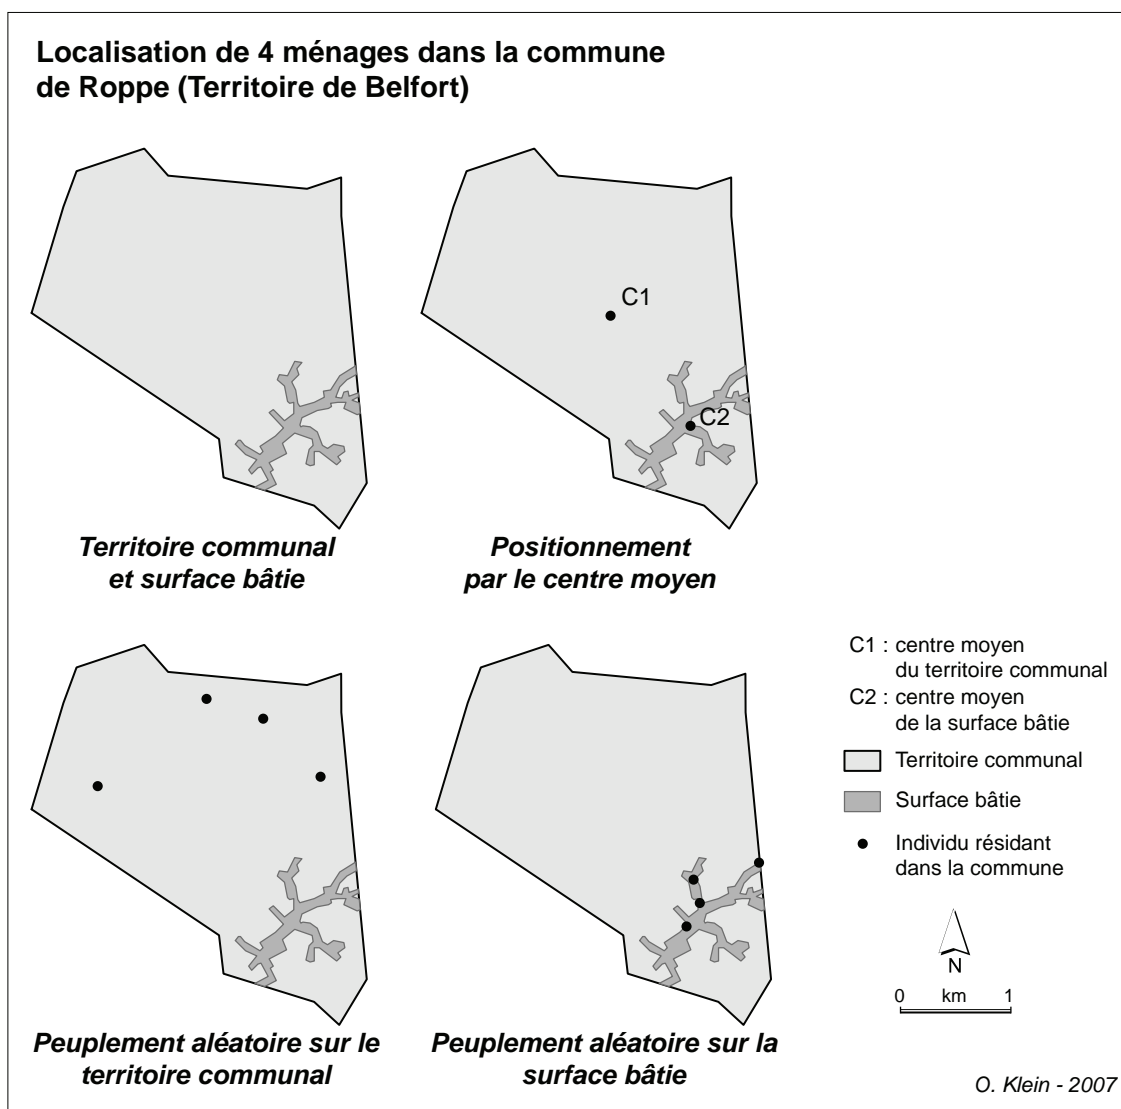 Localisation de 4 ménages dans la commune
de Roppe (Territoire de Belfort)
C1
C2
Territoire communal
et surface bâtie
Positionnement
par le centre moyen
C1 : centre moyen
du territoire communal
C2 : centre moyen
de la surface bâtie
Territoire communal
Surface bâtie
Individu résidant
dans la commune
N
0 km 1
Peuplement aléatoire sur le
territoire communal
Peuplement aléatoire sur la
surface bâtie
O. Klein - 2007